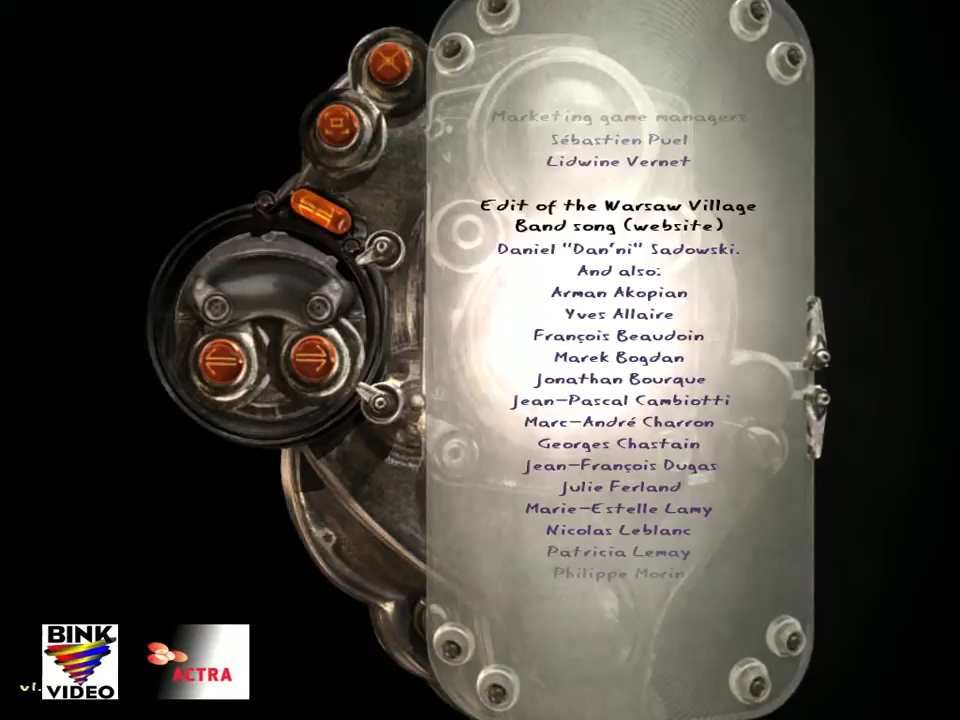 Marketing game managers
Sébastien Puel
Lidwine Vernet
Edit of the Warsaw Village
Band song (website)
Daniel "Dan'ni" Sadowski.
And also:
Arman Akopian
Yves Allaire
François Beaudoin
Marek Bogdan
Jonathan Bourque
Jean-Pascal Cambiotti
Marc-André Charron
Georges Chastain
Jean-François Dugas
Julie Ferland
Marie-Estelle Lamy
Nicolas Leblanc
Patricia Lemay
Philippe Morin
BINK
VIDEO
ACTRA
v1.